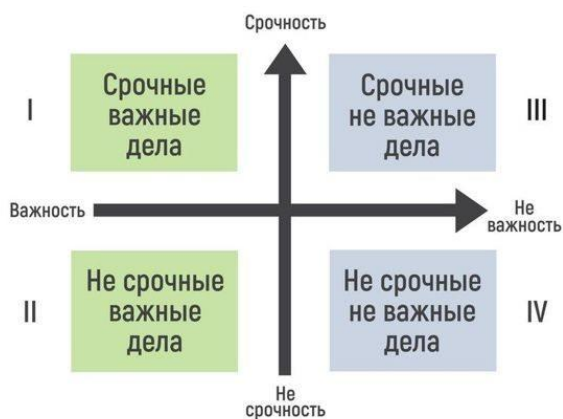 Срочность
I
Срочные
важные
дела
Срочные
не важные
дела
III
Важность
Не
важность
II
Не срочные
важные
дела
Не срочные
не важные
дела
IV
Не
срочность